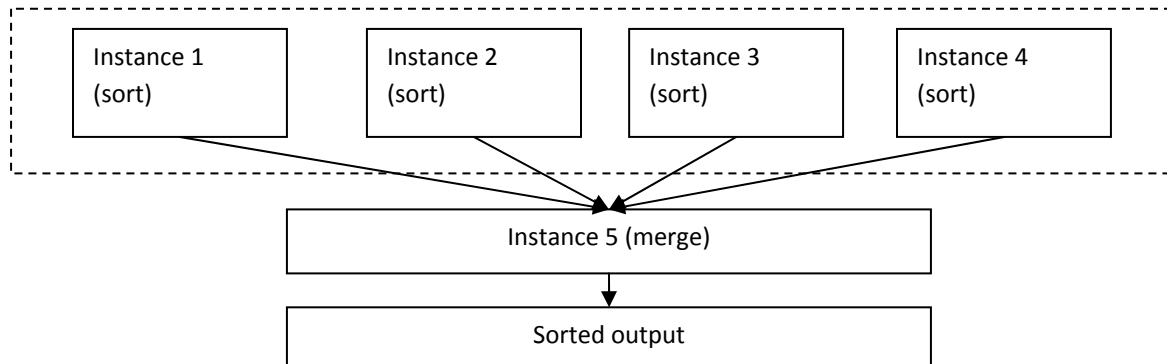 Instance 1
(sort)
Instance 2
(sort)
Instance 3
(sort)
Instance 4
(sort)
Instance 5 (merge)
Sorted output